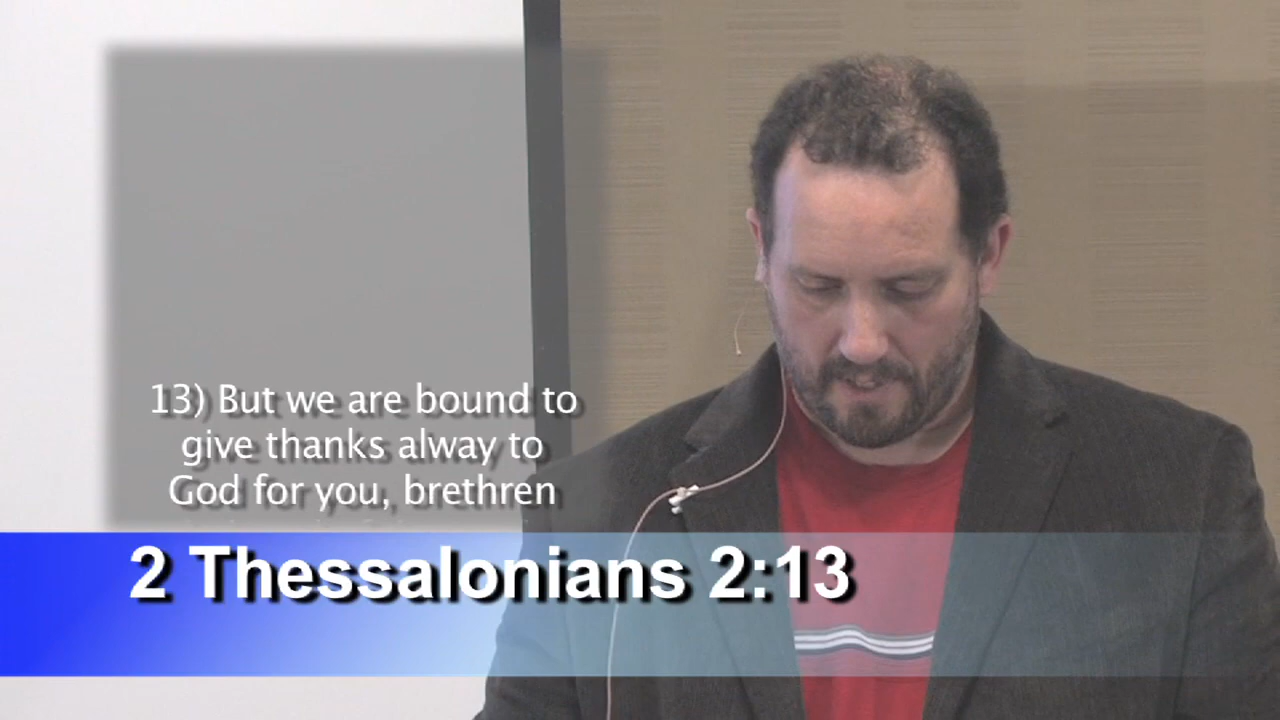 13) But we are bound to
give thanks alway to
God for you, brethren
2 Thessalonians 2:13